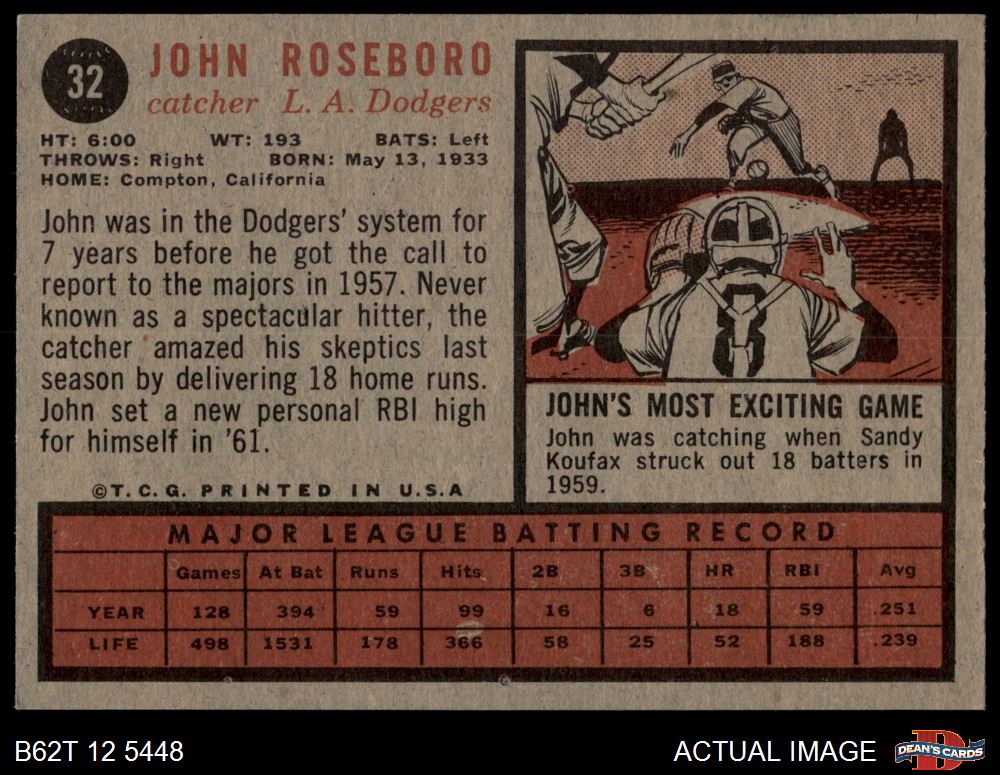 32
JOHN ROSEBORO
catcher L. A. Dodgers
HT: 6:00 WT: 193 BATS: Left
THROWS: Right BORN: May 13, 1933
HOME: Compton, California
John was in the Dodgers' system for
7 years before he got the call to
report to the majors in 1957. Never
known as a spectacular hitter, the
catcher amazed his skeptics last
season by delivering 18 home runs.
John set a new personal RBI high
for himself in '61.
©T.C.G. PRINTED IN U.S.A
8
JOHN'S MOST EXCITING GAME
John was catching when Sandy
Koufax struck out 18 batters in
1959.
MAJOR LEAGUE BATTING RECORD
Games At Bat Runs Hits 2B 3B HR RBI Avg
YEAR 128 394 59 99 16 6 18 59 .251
LIFE 498 1531 178 366 58 25 52 188 .239
B62T 12 5448
ACTUAL IMAGE
D
DEAN'S CARDS